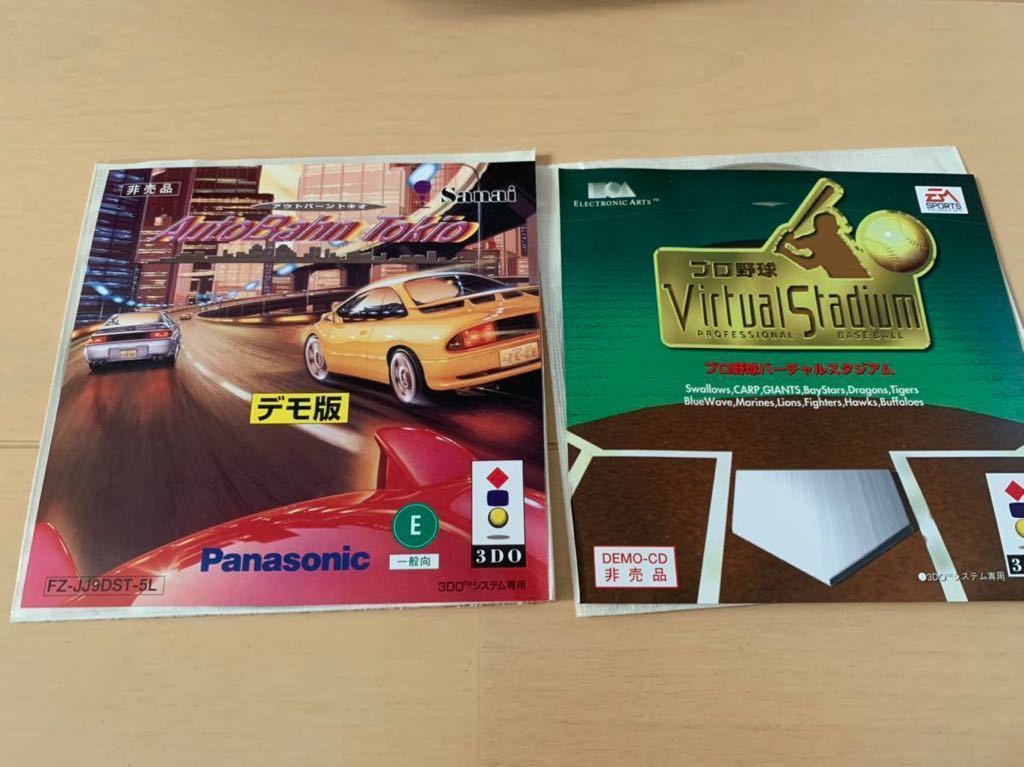 非売品
Sanai
アウトバーントキオ
AutoBahn Tokio
デモ版
Panasonic
E
一般向
3DO
FZ-JJ9DST-5L
3DO™システム専用
ECA
ELECTRONIC ARTS™
EA
SPORTS
プロ野球
Virtual Stadium
PROFESSIONAL BASEBALL
プロ野球バーチャルスタジアム
Swallows,CARP,GIANTS,BayStars,Dragons,Tigers
BlueWave,Marines,Lions,Fighters,Hawks,Buffaloes
DEMO-CD
非売品
3
●3DO™システム専用